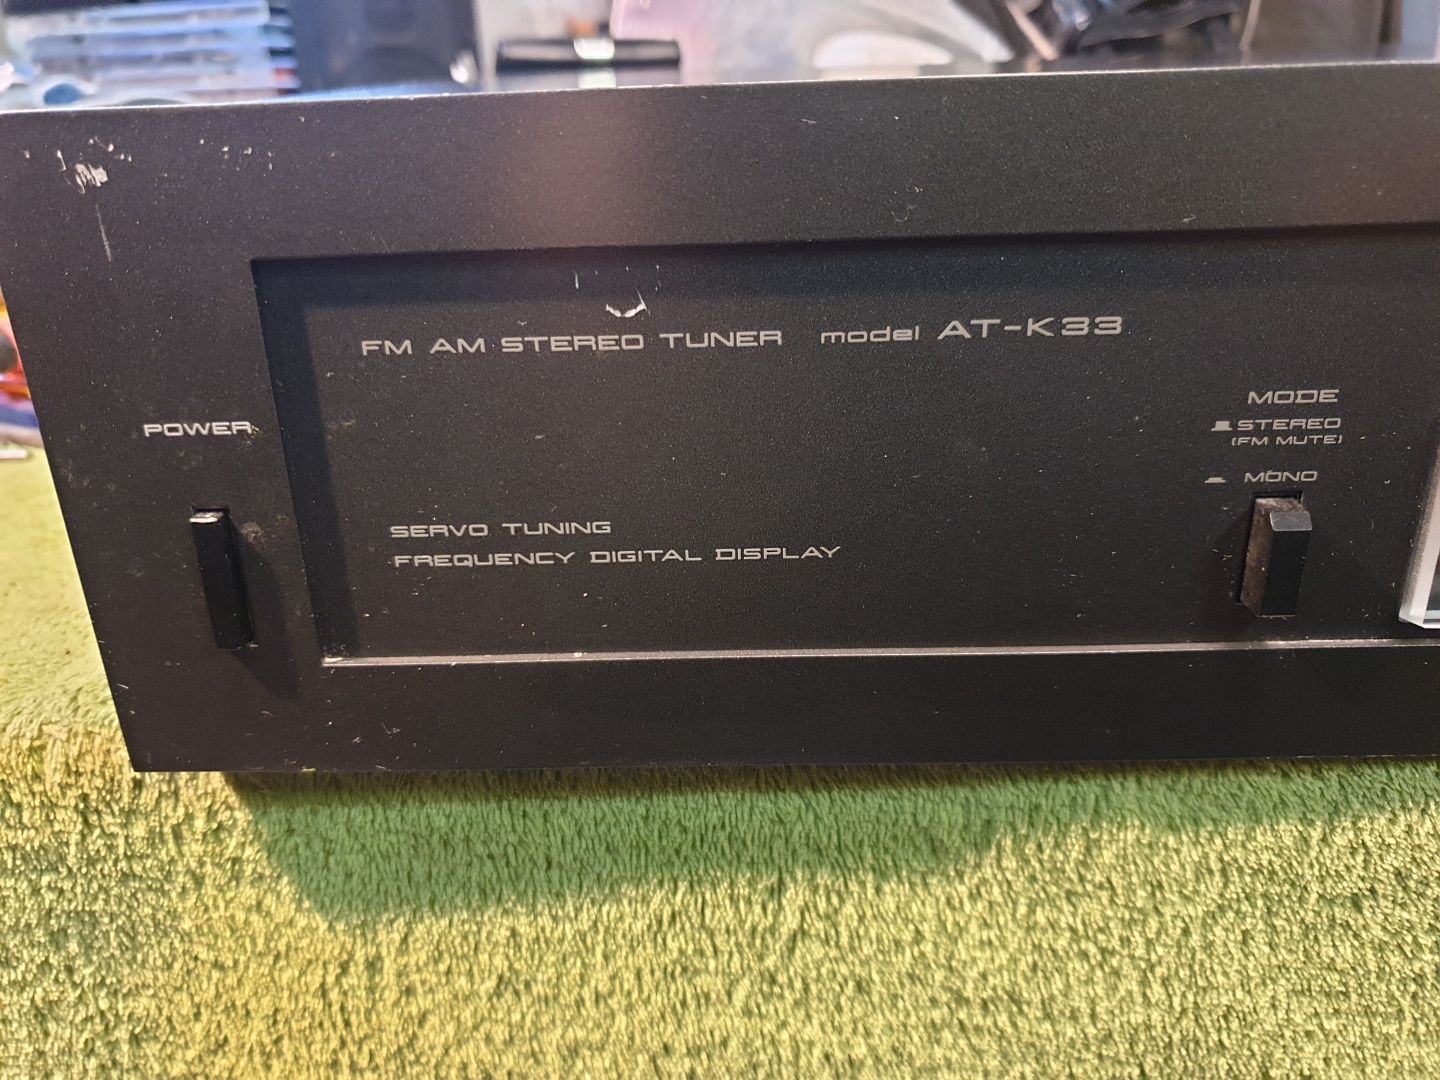 FM AM STEREO TUNER model AT-K33
POWER
MODE
STEREO
(FM MUTE)
MONO
SERVO TUNING
FREQUENCY DIGITAL DISPLAY